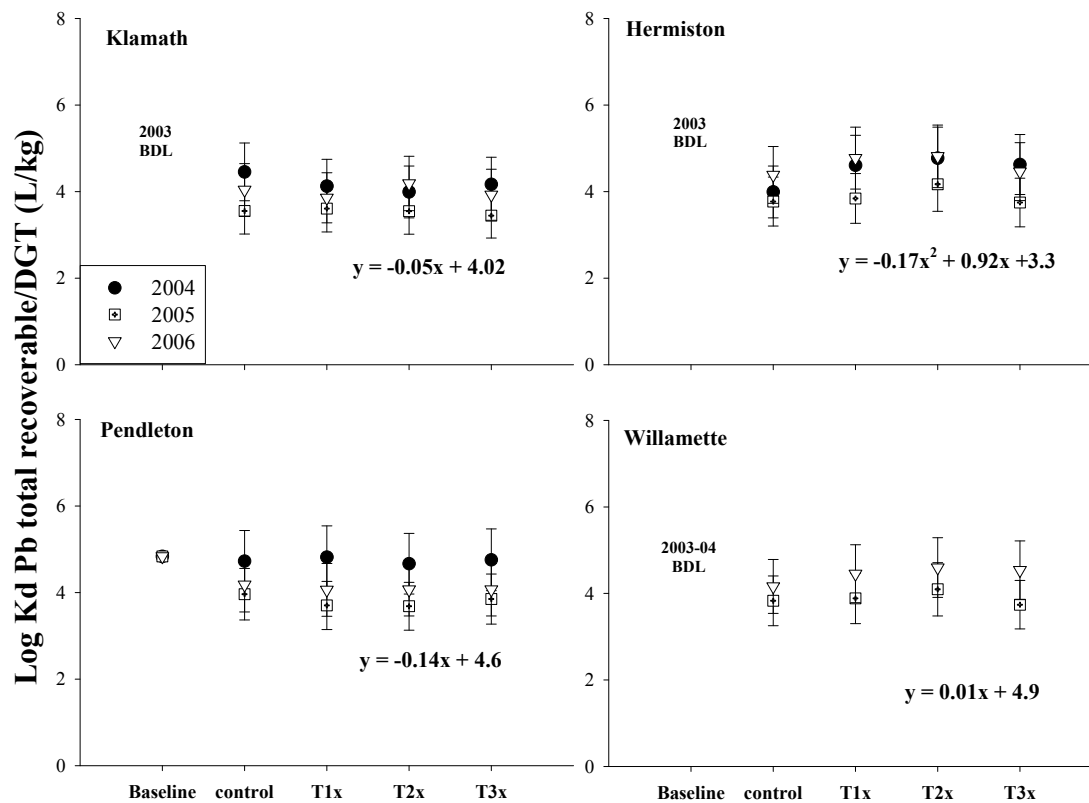 Log Kd Pb total recoverable/DGT (L/kg)
8
6
4
2
0
Klamath
2003
BDL
y = -0.05x + 4.02
2004
2005
2006
8
6
4
2
0
Hermiston
2003
BDL
y = -0.17x² + 0.92x +3.3
8
6
4
2
0
Pendleton
y = -0.14x + 4.6
Baseline control T1x T2x T3x
8
6
4
2
0
Willamette
2003-04
BDL
y = 0.01x + 4.9
Baseline control T1x T2x T3x